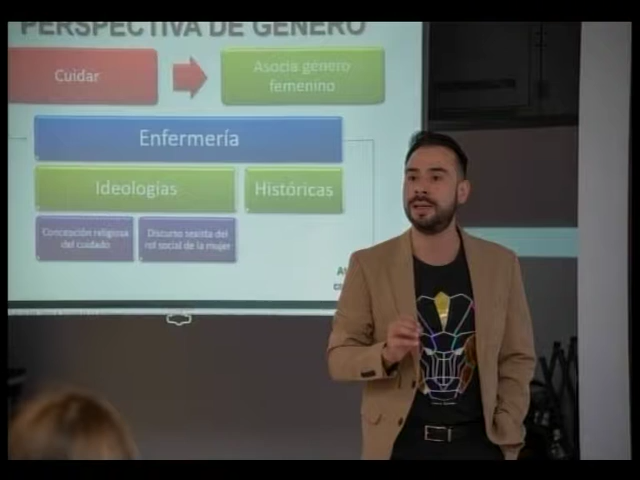 PERSPECTIVA DE GENERO
Cuidar
Asocia género
femenino
Enfermería
Ideologías
Históricas
Concepción religiosa
del cuidado
Discurso sexista del
rol social de la mujer